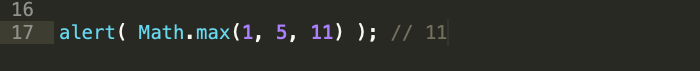 16
17 alert( Math.max(1, 5, 11) ); // 11